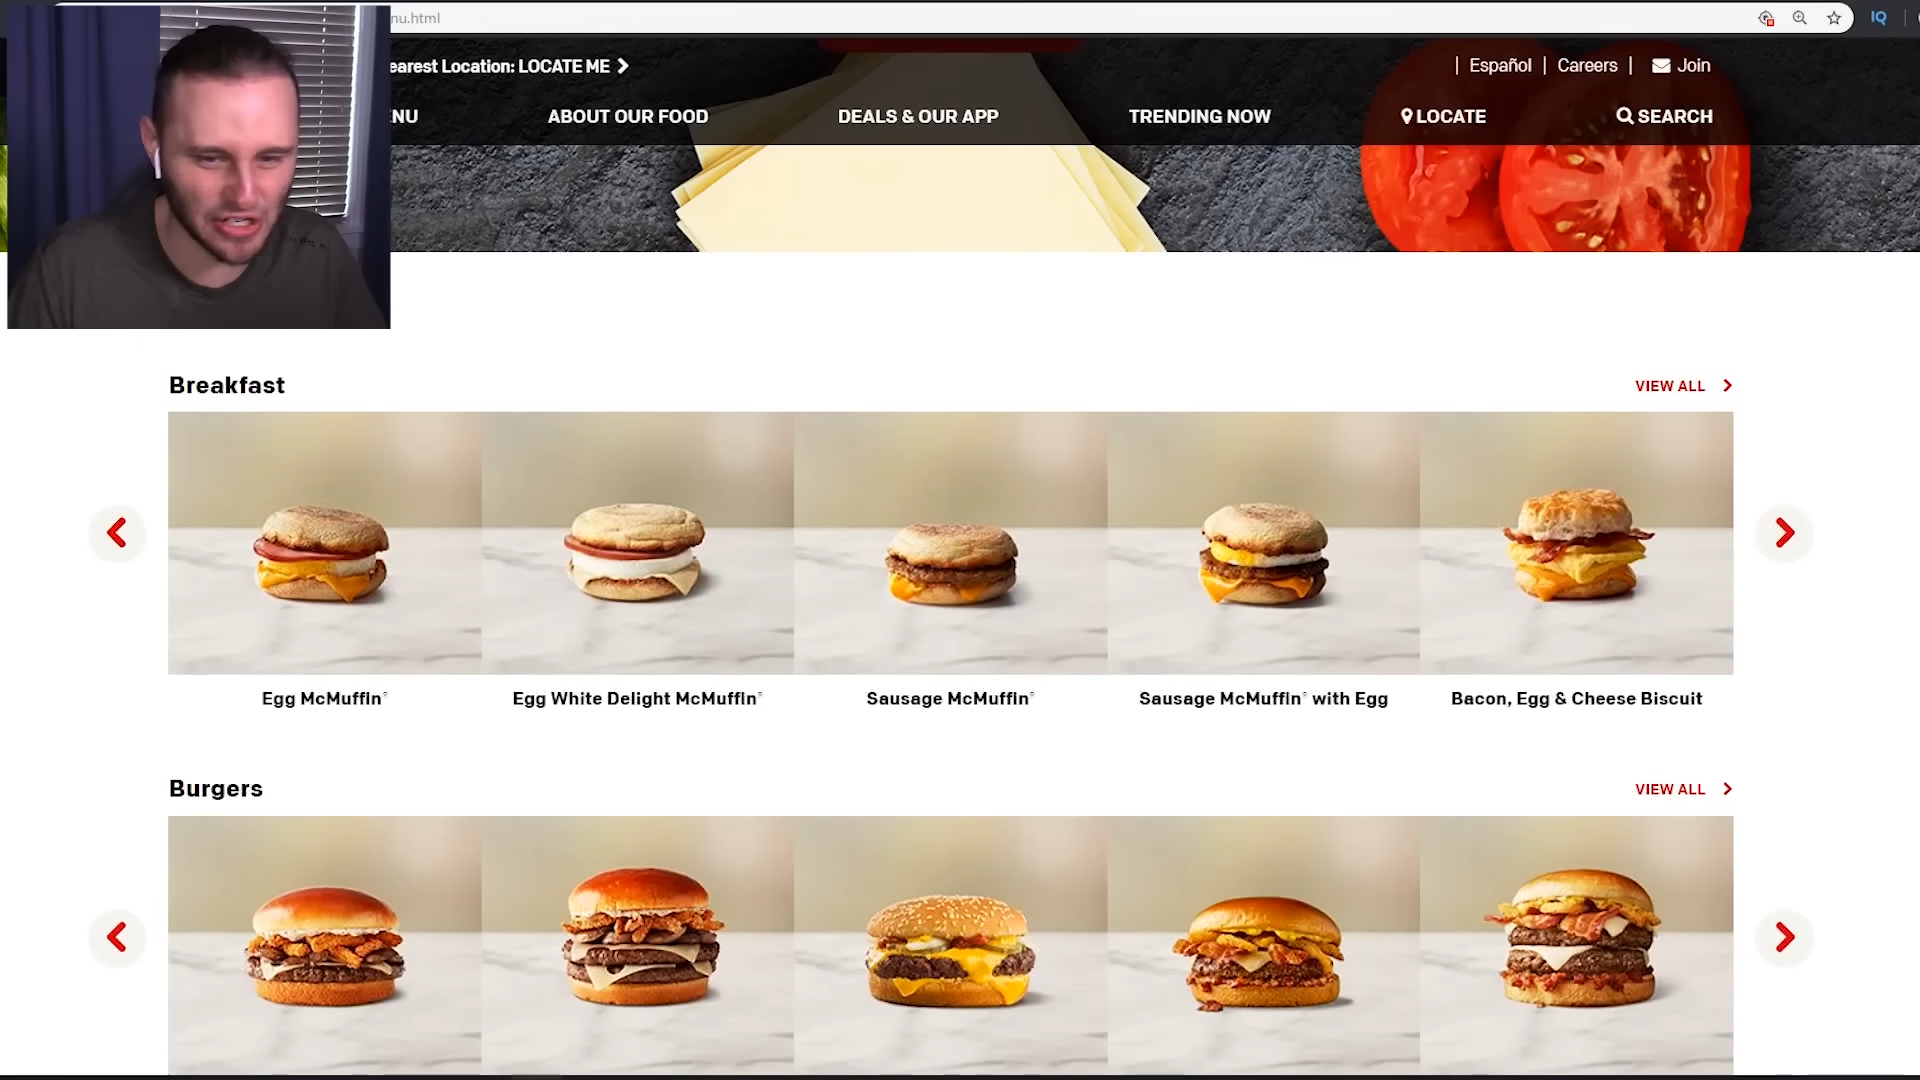 nu.html
IQ
earest Location: LOCATE ME
Español
Careers
Join
ENU
ABOUT OUR FOOD
DEALS & OUR APP
TRENDING NOW
LOCATE
SEARCH
Breakfast
VIEW ALL
Egg McMuffin®
Egg White Delight McMuffin®
Sausage McMuffin®
Sausage McMuffin® with Egg
Bacon, Egg & Cheese Biscuit
Burgers
VIEW ALL